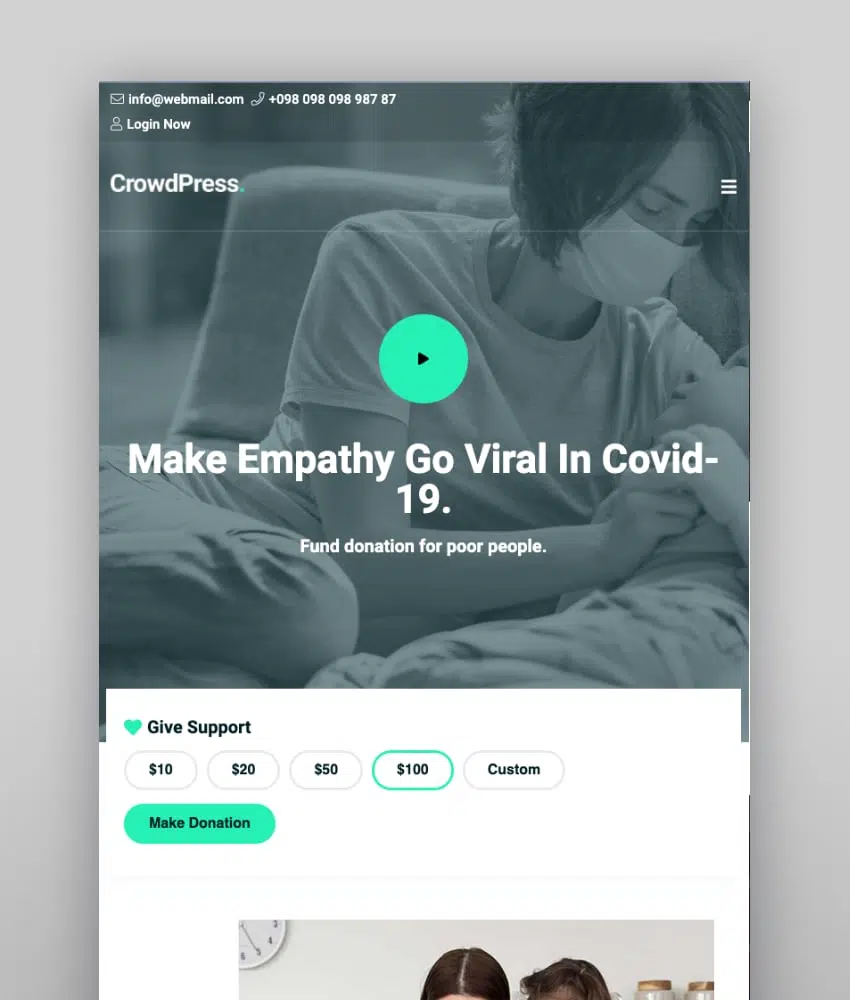 info@webmail.com +098 098 098 987 87
Login Now
CrowdPress.
Make Empathy Go Viral In Covid-
19.
Fund donation for poor people.
Give Support
$10 $20 $50 $100 Custom
Make Donation